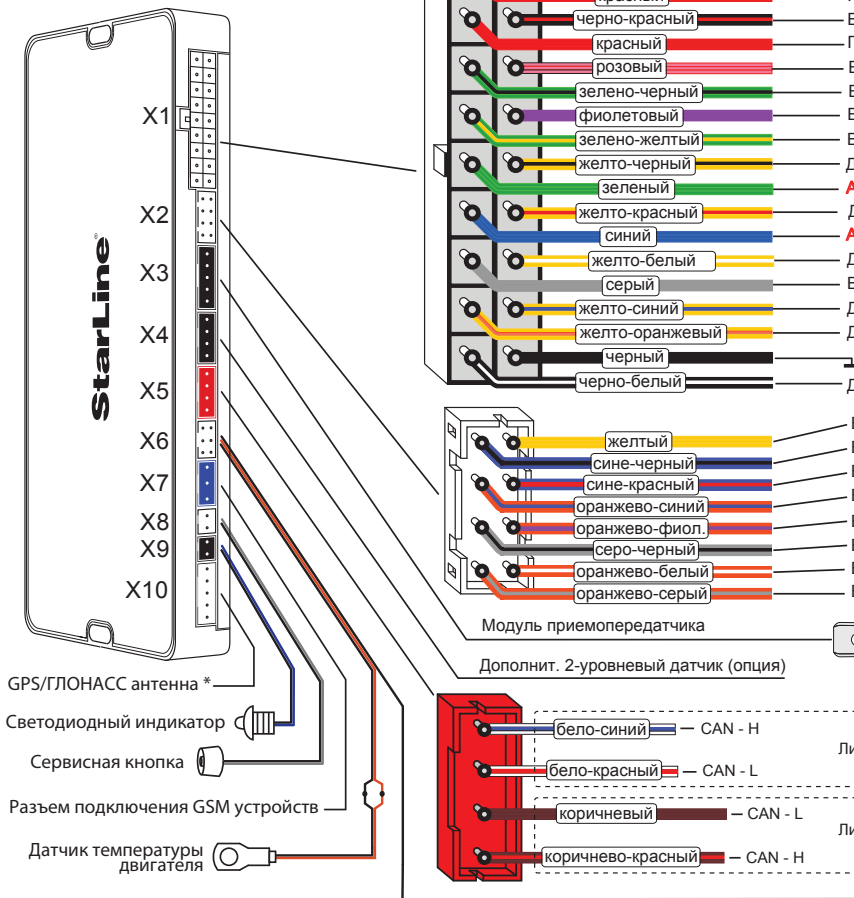 красный
черно-красный
красный
розовый
зелено-черный
фиолетовый
зелено-желтый
желто-черный
зеленый
желто-красный
синий
желто-белый
серый
желто-синий
желто-оранжевый
черный
черно-белый
X1
X2
X3
X4
X5
X6
X7
X8
X9
X10
StarLine®
желтый
сине-черный
сине-красный
оранжево-синий
оранжево-фиол.
серо-черный
оранжево-белый
оранжево-серый
Модуль приемопередатчика
Дополнит. 2-уровневый датчик (опция)
GPS/ГЛОНАСС антенна *
Светодиодный индикатор
Сервисная кнопка
Разъем подключения GSM устройств
Датчик температуры
двигателя
бело-синий CAN - H
бело-красный CAN - L
коричневый CAN - L
коричнево-красный CAN - H